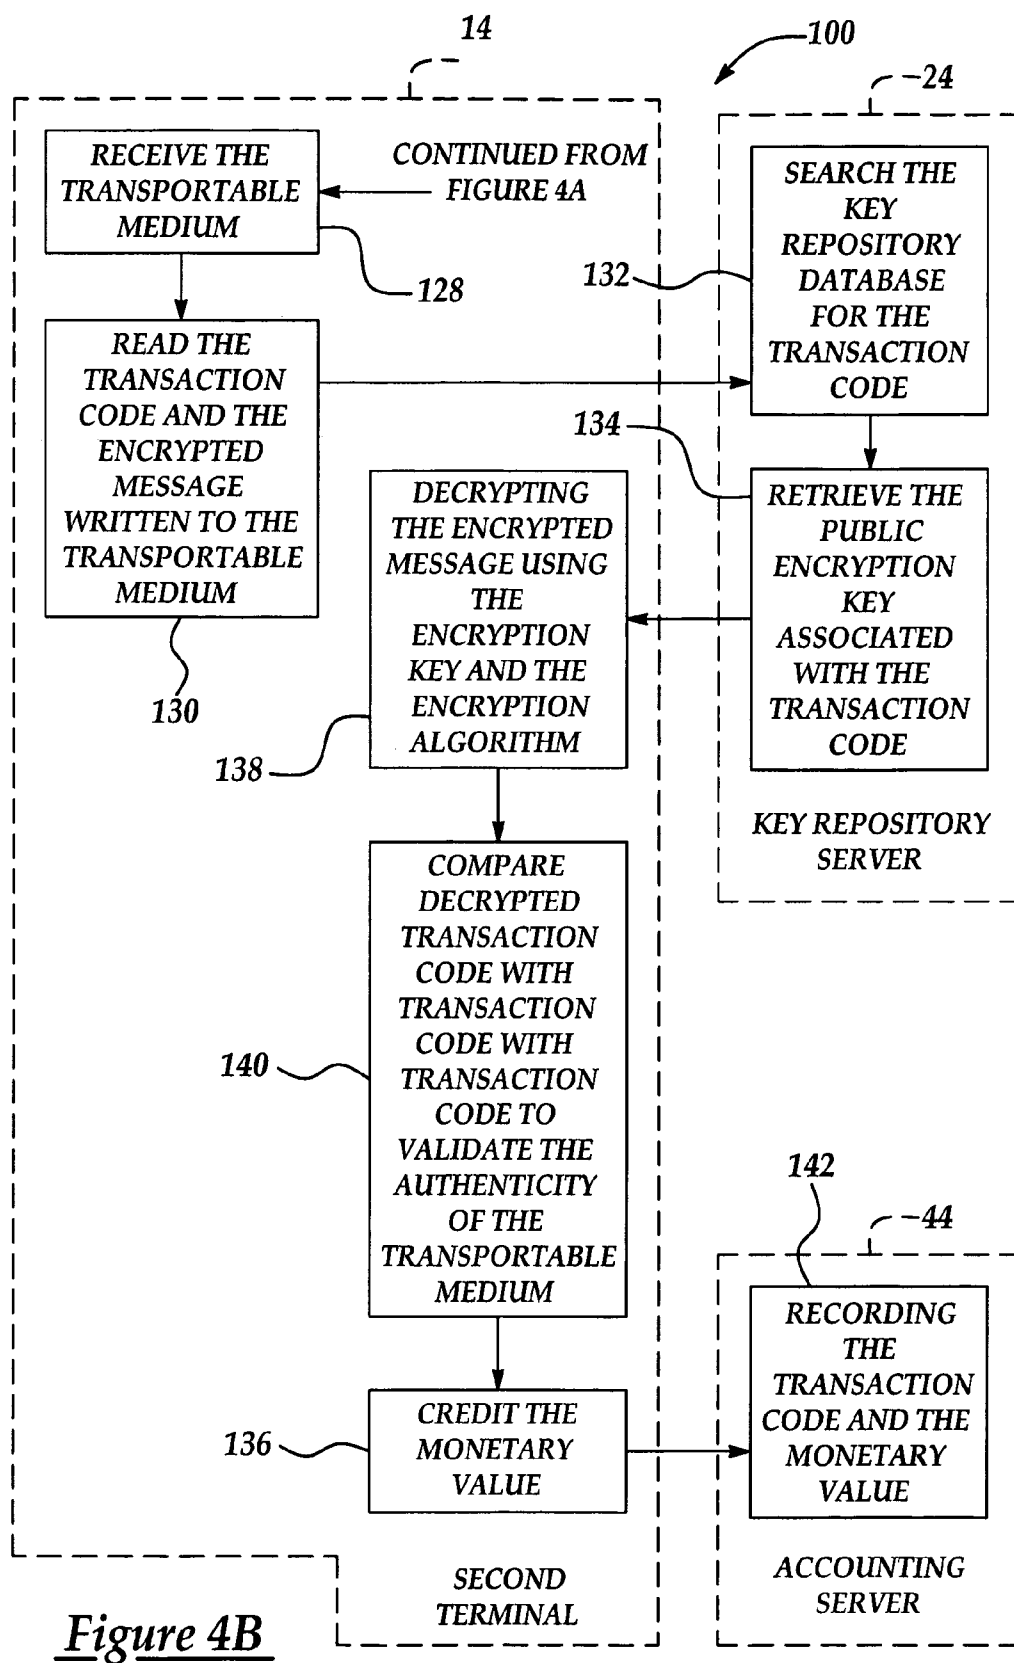 14
100
24
RECEIVE THE
TRANSPORTABLE
MEDIUM
CONTINUED FROM
FIGURE 4A
128
READ THE
TRANSACTION
CODE AND THE
ENCRYPTED
MESSAGE
WRITTEN TO THE
TRANSPORTABLE
MEDIUM
130
SEARCH THE
KEY
REPOSITORY
DATABASE
FOR THE
TRANSACTION
CODE
132
134
RETRIEVE THE
PUBLIC
ENCRYPTION
KEY
ASSOCIATED
WITH THE
TRANSACTION
CODE
KEY REPOSITORY
SERVER
DECRYPTING
THE ENCRYPTED
MESSAGE USING
THE
ENCRYPTION
KEY AND THE
ENCRYPTION
ALGORITHM
138
COMPARE
DECRYPTED
TRANSACTION
CODE WITH
TRANSACTION
CODE WITH
TRANSACTION
CODE TO
VALIDATE THE
AUTHENTICITY
OF THE
TRANSPORTABLE
MEDIUM
140
CREDIT THE
MONETARY
VALUE
136
142
44
RECORDING
THE
TRANSACTION
CODE AND THE
MONETARY
VALUE
ACCOUNTING
SERVER
SECOND
TERMINAL
Figure 4B